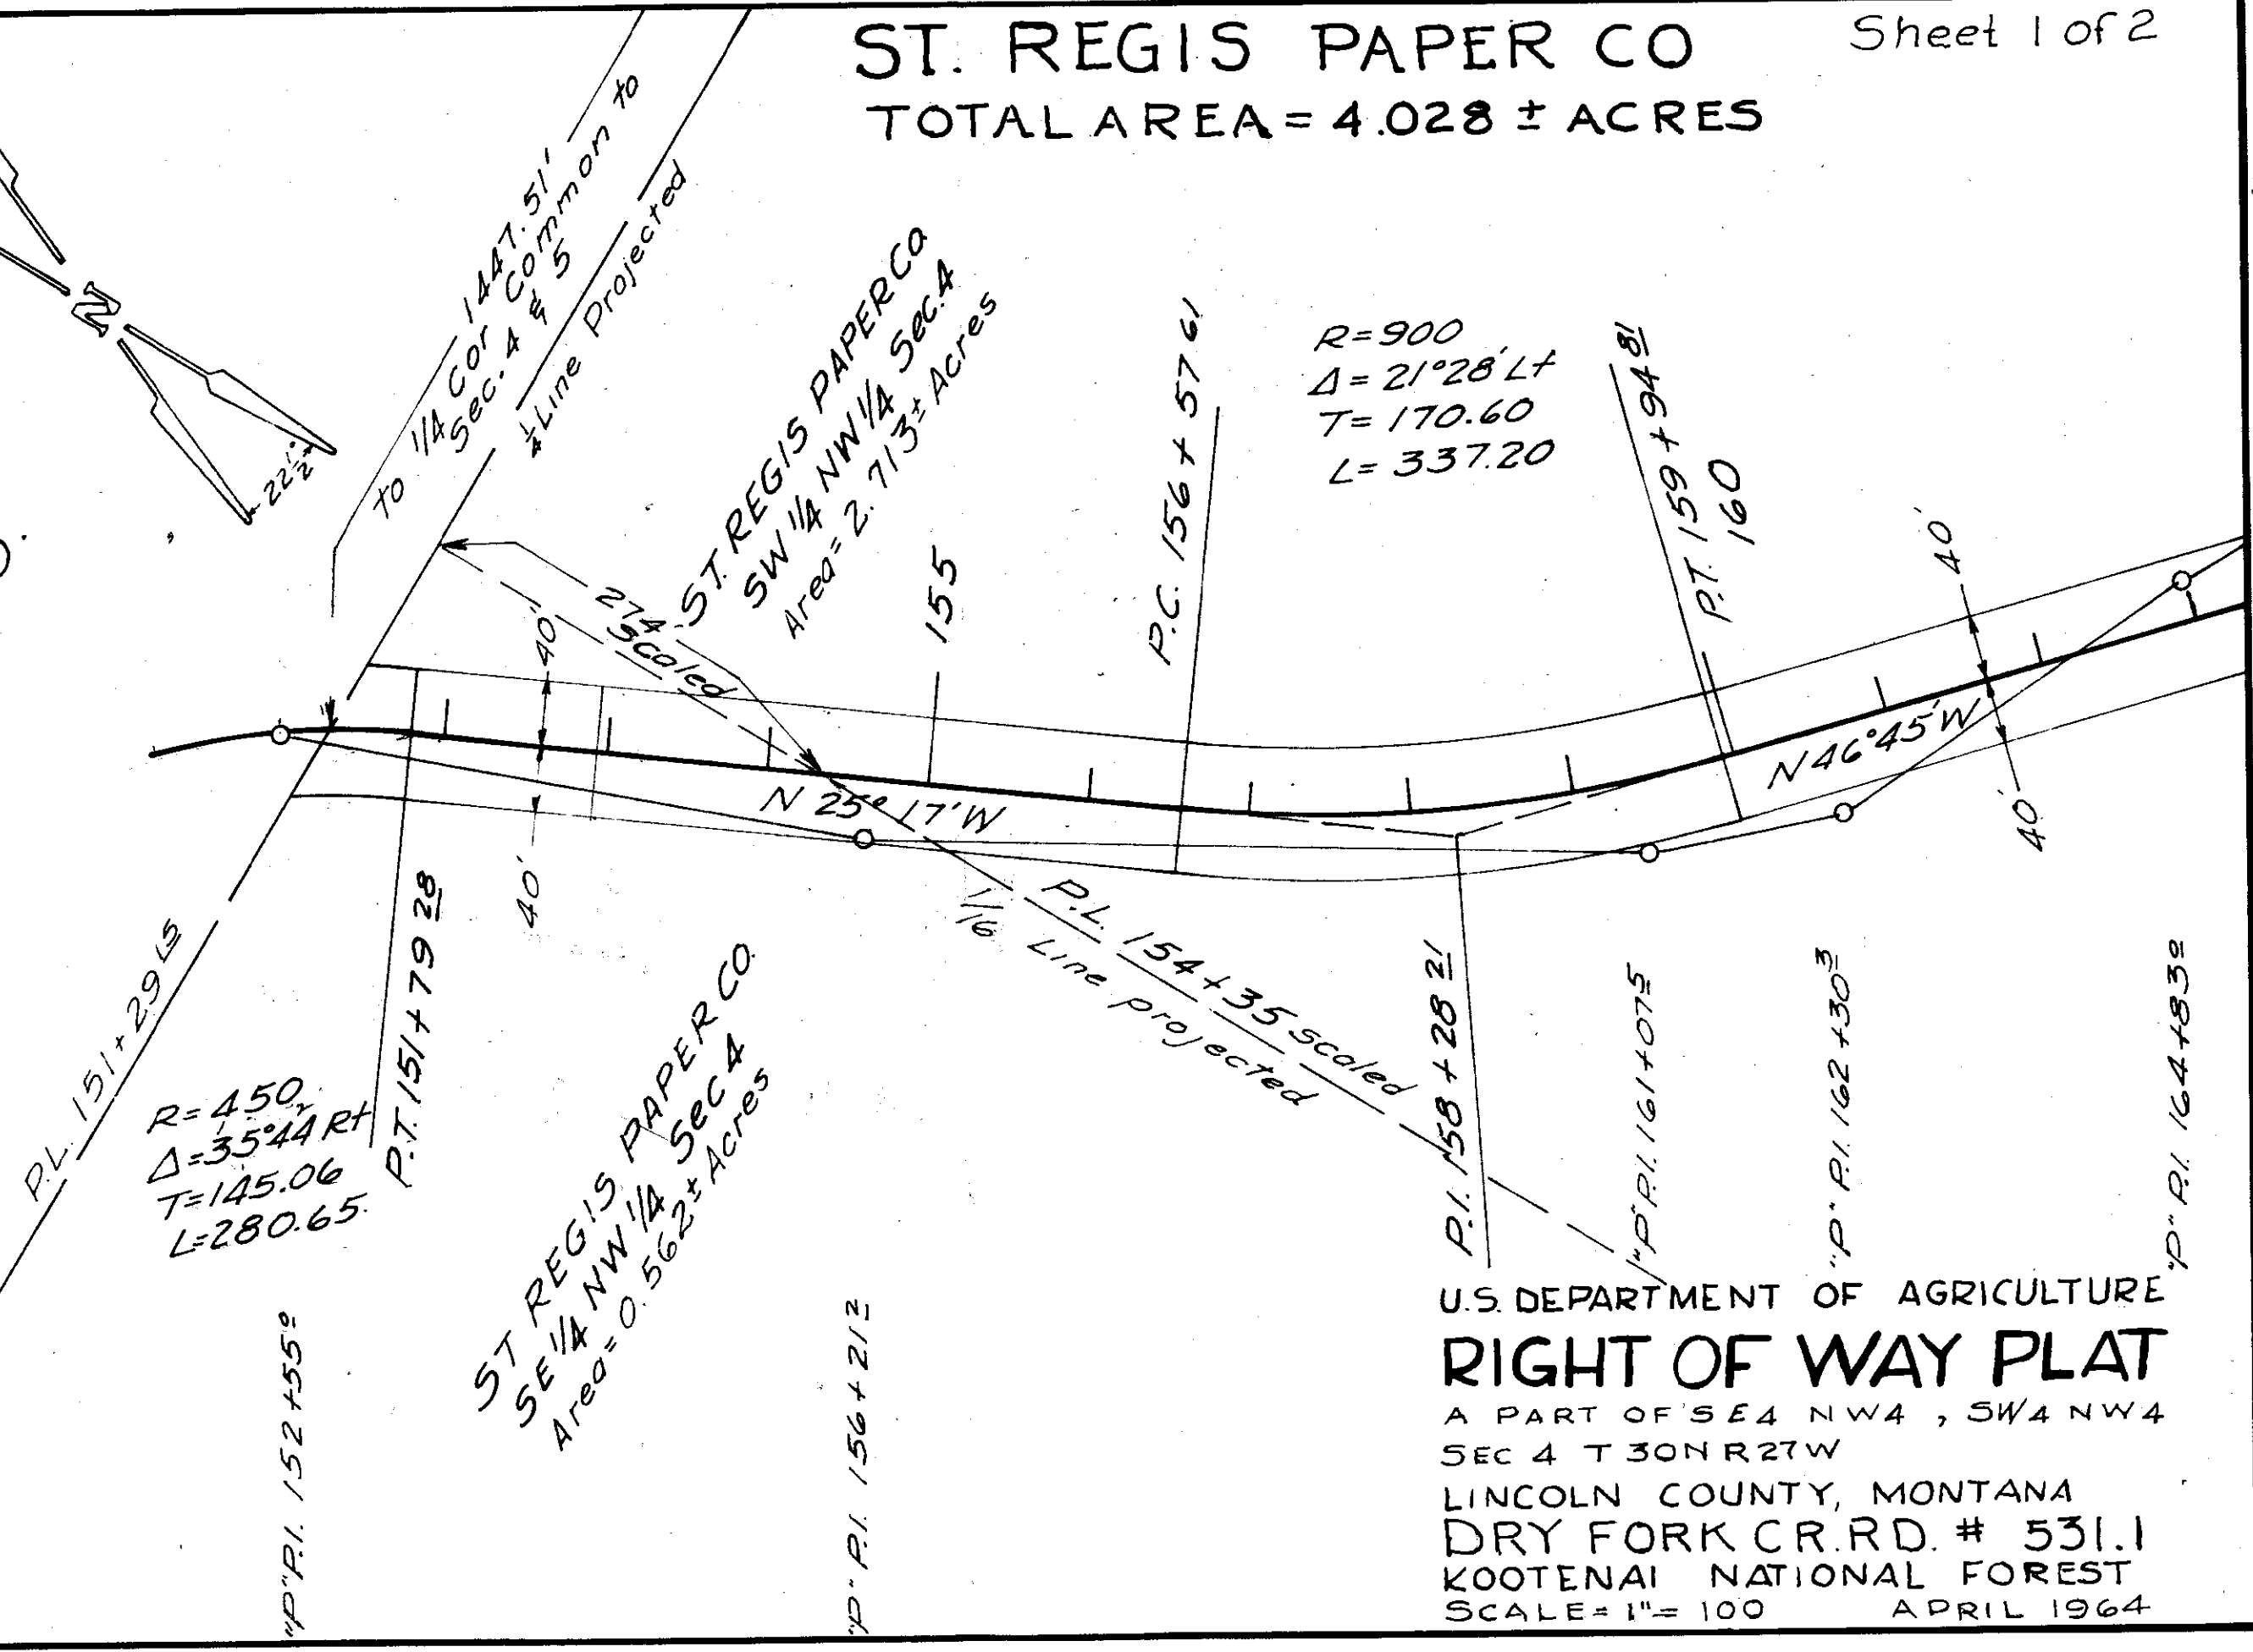 ST. REGIS PAPER CO
Sheet 1 of 2
TOTAL AREA = 4.028 ± ACRES
N
22 1/2°
1447.51'
to 1/4 Cor Common to
Sec. 4 & 5
1/4 Line Projected
274
Scaled
ST. REGIS PAPER CO
SW 1/4 NW 1/4 Sec. 4
Area = 2.713 ± Acres
155
P.C. 156 + 57 61
R = 900
Δ = 21°28' Lt
T = 170.60
L = 337.20
P.T. 159 + 94 81
160
40'
40'
40'
40'
N 25° 17' W
N 46° 45' W
P.L. 151 + 29 15
P.T. 151 + 79 28
R = 450
Δ = 35°44' Rt
T = 145.06
L = 280.65
ST REGIS PAPER CO.
SE 1/4 NW 1/4 Sec 4
Area = 0.562 ± Acres
P.L. 154 + 35 scaled
1/16 Line projected
P.I. 158 + 28 21
"P" P.I. 152 + 55 0
"P" P.I. 156 + 21 2
"P" P.I. 161 + 07 5
"P" P.I. 162 + 30 3
"P" P.I. 164 + 83 0
U.S. DEPARTMENT OF AGRICULTURE
RIGHT OF WAY PLAT
A PART OF SE4 NW4 , SW4 NW4
SEC 4 T 30N R27W
LINCOLN COUNTY, MONTANA
DRY FORK CR. RD. # 531.1
KOOTENAI NATIONAL FOREST
SCALE = 1" = 100 APRIL 1964